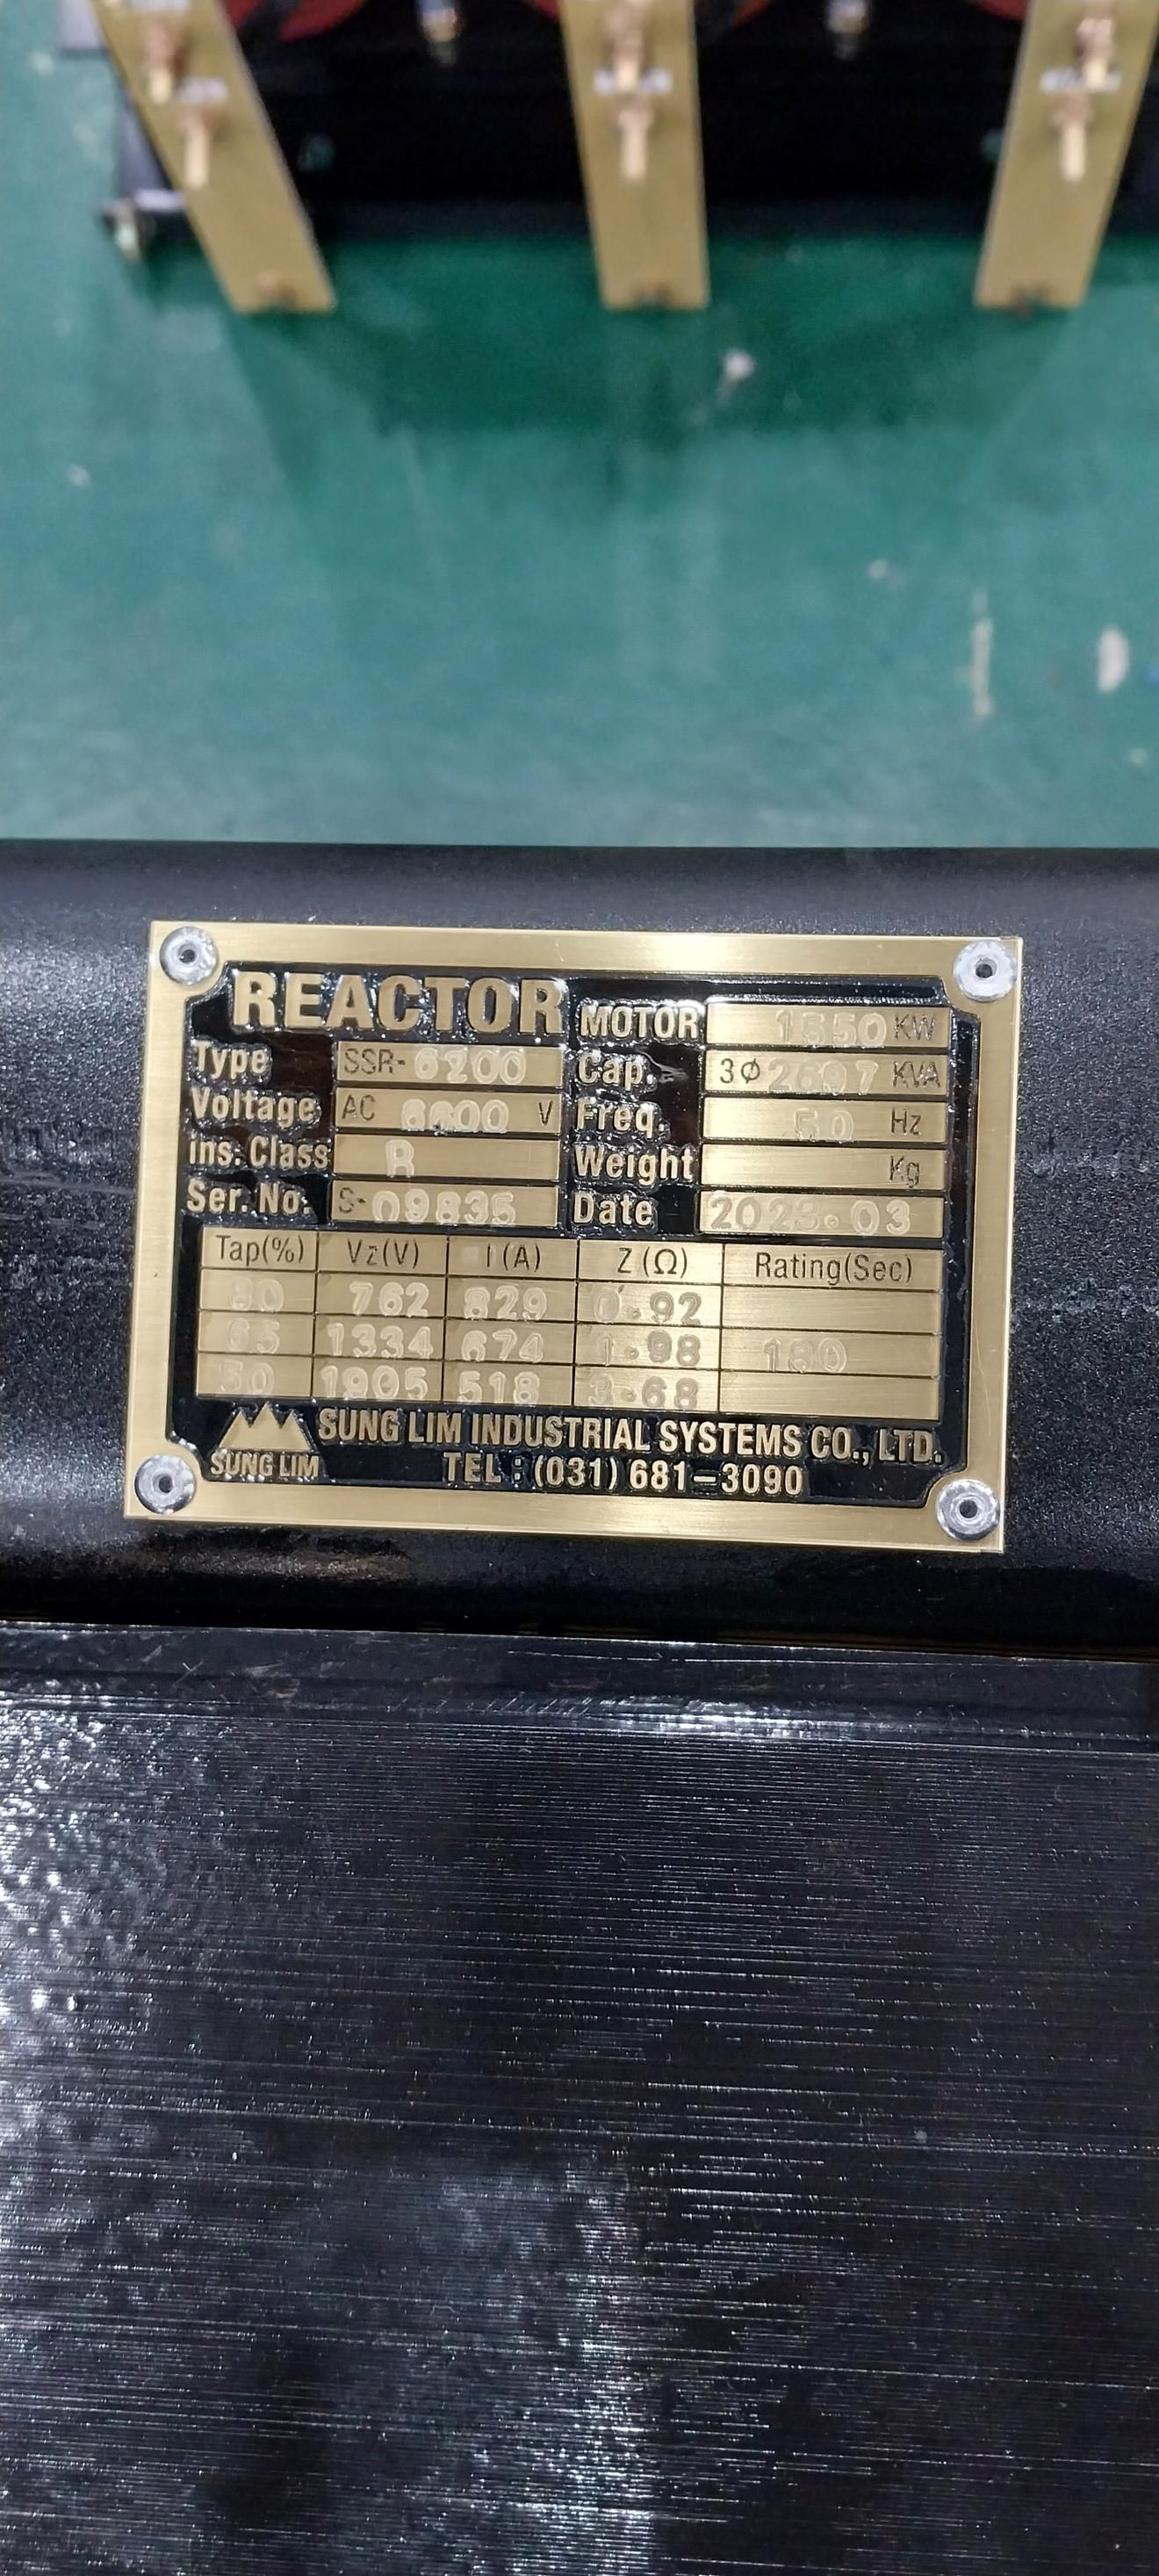 REACTOR MOTOR 1550 KW
Type SSR- 6200 Cap. 3Ø 2697 KVA
Voltage AC 6600 V Freq. 60 Hz
Ins. Class B Weight Kg
Ser. No. S- 09835 Date 2023.03
Tap(%) Vz(V) I(A) Z(Ω) Rating(Sec)
80 762 829 0.92
65 1334 674 1.98 180
50 1905 518 3.68
SUNG LIM INDUSTRIAL SYSTEMS CO., LTD.
SUNG LIM TEL : (031) 681-3090